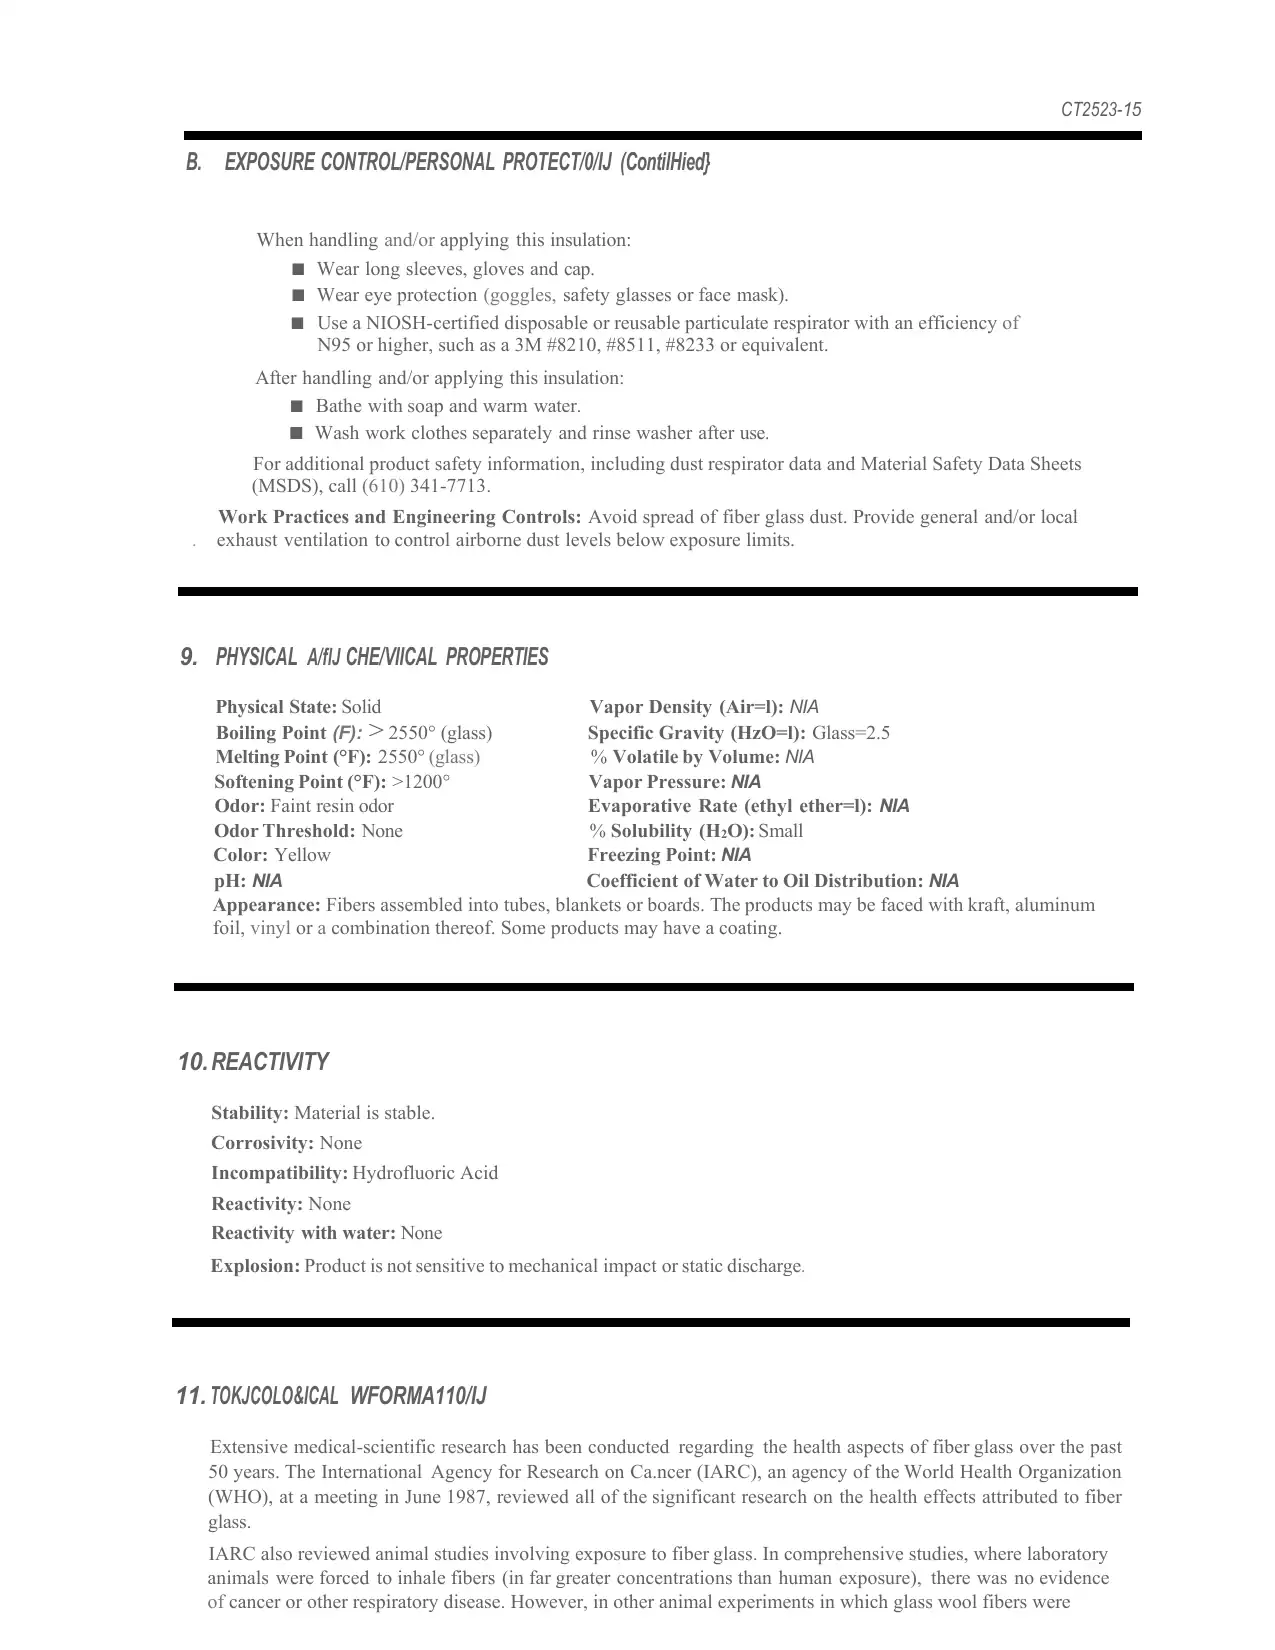 CT2523-15
B. EXPOSURE CONTROL/PERSONAL PROTECT/0/IJ (ContilHied}
When handling and/or applying this insulation:
■ Wear long sleeves, gloves and cap.
■ Wear eye protection (goggles, safety glasses or face mask).
■ Use a NIOSH-certified disposable or reusable particulate respirator with an efficiency of
N95 or higher, such as a 3M #8210, #8511, #8233 or equivalent.
After handling and/or applying this insulation:
■ Bathe with soap and warm water.
■ Wash work clothes separately and rinse washer after use.
For additional product safety information, including dust respirator data and Material Safety Data Sheets
(MSDS), call (610) 341-7713.
Work Practices and Engineering Controls: Avoid spread of fiber glass dust. Provide general and/or local
. exhaust ventilation to control airborne dust levels below exposure limits.
9. PHYSICAL A/flJ CHE/VIICAL PROPERTIES
Physical State: Solid Vapor Density (Air=l): NIA
Boiling Point (F): > 2550° (glass) Specific Gravity (HzO=l): Glass=2.5
Melting Point (°F): 2550° (glass) % Volatile by Volume: NIA
Softening Point (°F): >1200° Vapor Pressure: NIA
Odor: Faint resin odor Evaporative Rate (ethyl ether=l): NIA
Odor Threshold: None % Solubility (H₂O): Small
Color: Yellow Freezing Point: NIA
pH: NIA Coefficient of Water to Oil Distribution: NIA
Appearance: Fibers assembled into tubes, blankets or boards. The products may be faced with kraft, aluminum
foil, vinyl or a combination thereof. Some products may have a coating.
10. REACTIVITY
Stability: Material is stable.
Corrosivity: None
Incompatibility: Hydrofluoric Acid
Reactivity: None
Reactivity with water: None
Explosion: Product is not sensitive to mechanical impact or static discharge.
11. TOKJCOLO&ICAL WFORMA110/IJ
Extensive medical-scientific research has been conducted regarding the health aspects of fiber glass over the past
50 years. The International Agency for Research on Ca.ncer (IARC), an agency of the World Health Organization
(WHO), at a meeting in June 1987, reviewed all of the significant research on the health effects attributed to fiber
glass.
IARC also reviewed animal studies involving exposure to fiber glass. In comprehensive studies, where laboratory
animals were forced to inhale fibers (in far greater concentrations than human exposure), there was no evidence
of cancer or other respiratory disease. However, in other animal experiments in which glass wool fibers were